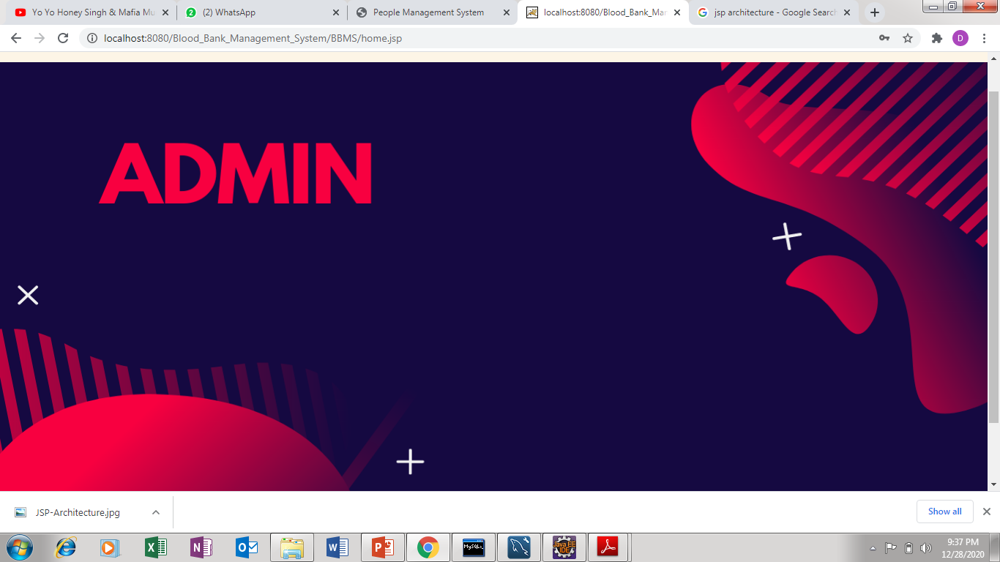 Yo Yo Honey Singh & Mafia Mu
(2) WhatsApp
People Management System
localhost:8080/Blood_Bank_Mar
jsp architecture - Google Search
localhost:8080/Blood_Bank_Management_System/BBMS/home.jsp
D
ADMIN
JSP-Architecture.jpg
Show all
MySQL
Java EE
IDE
9:37 PM
12/28/2020